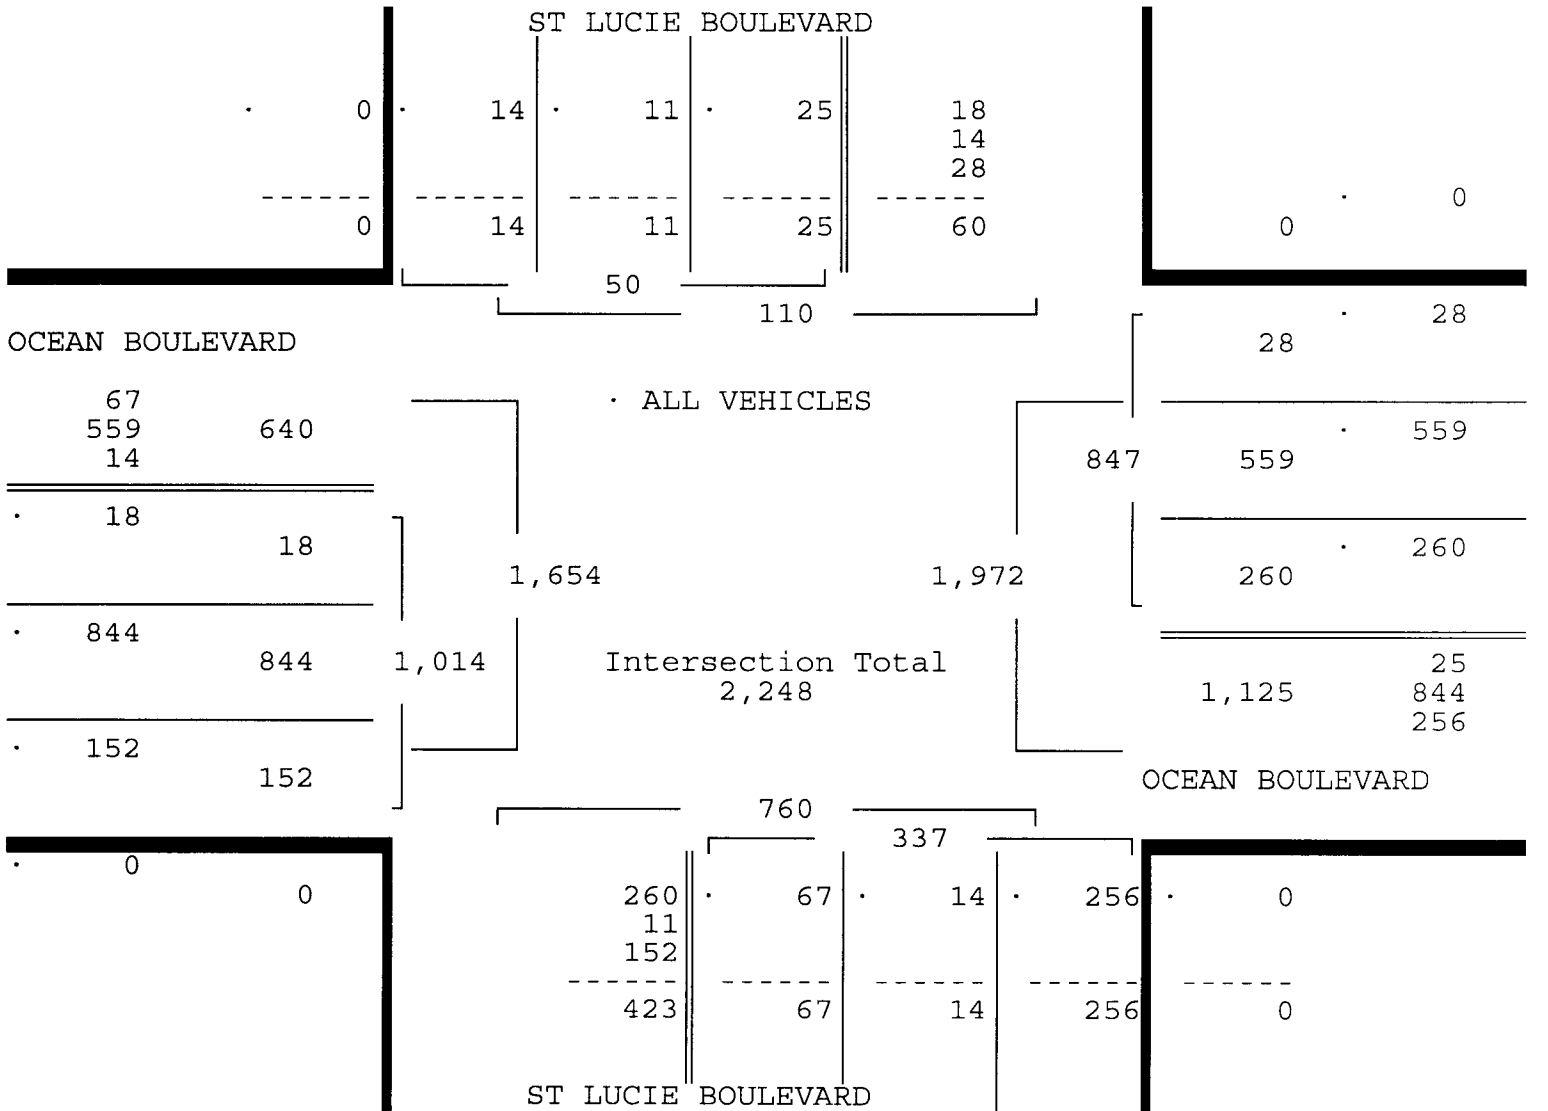 ST LUCIE BOULEVARD
· 0 · 14 · 11 · 25 18
14
28
------ ------ ------ ------ ------ · 0
0 14 11 25 60 0
50
110 · 28
OCEAN BOULEVARD 28
67 · ALL VEHICLES
559 640 · 559
14 847 559
· 18
18 · 260
1,654 1,972 260
· 844
844 1,014 Intersection Total 25
2,248 1,125 844
256
· 152
152 OCEAN BOULEVARD
760
337
· 0
0 260 · 67 · 14 · 256 · 0
11
152
------ ------ ------ ------ ------
423 67 14 256 0
ST LUCIE BOULEVARD